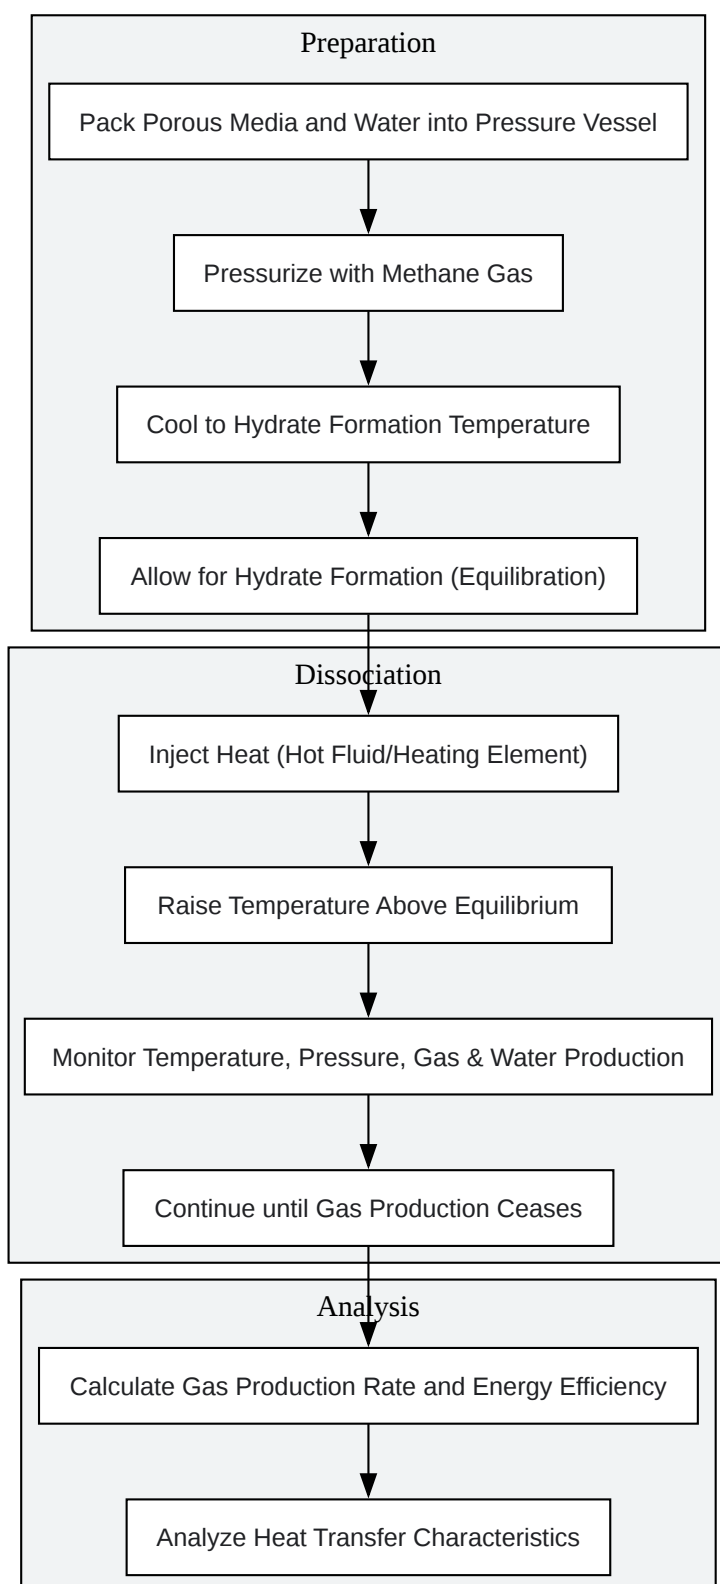 Preparation
Pack Porous Media and Water into Pressure Vessel
Pressurize with Methane Gas
Cool to Hydrate Formation Temperature
Allow for Hydrate Formation (Equilibration)
Dissociation
Inject Heat (Hot Fluid/Heating Element)
Raise Temperature Above Equilibrium
Monitor Temperature, Pressure, Gas & Water Production
Continue until Gas Production Ceases
Analysis
Calculate Gas Production Rate and Energy Efficiency
Analyze Heat Transfer Characteristics